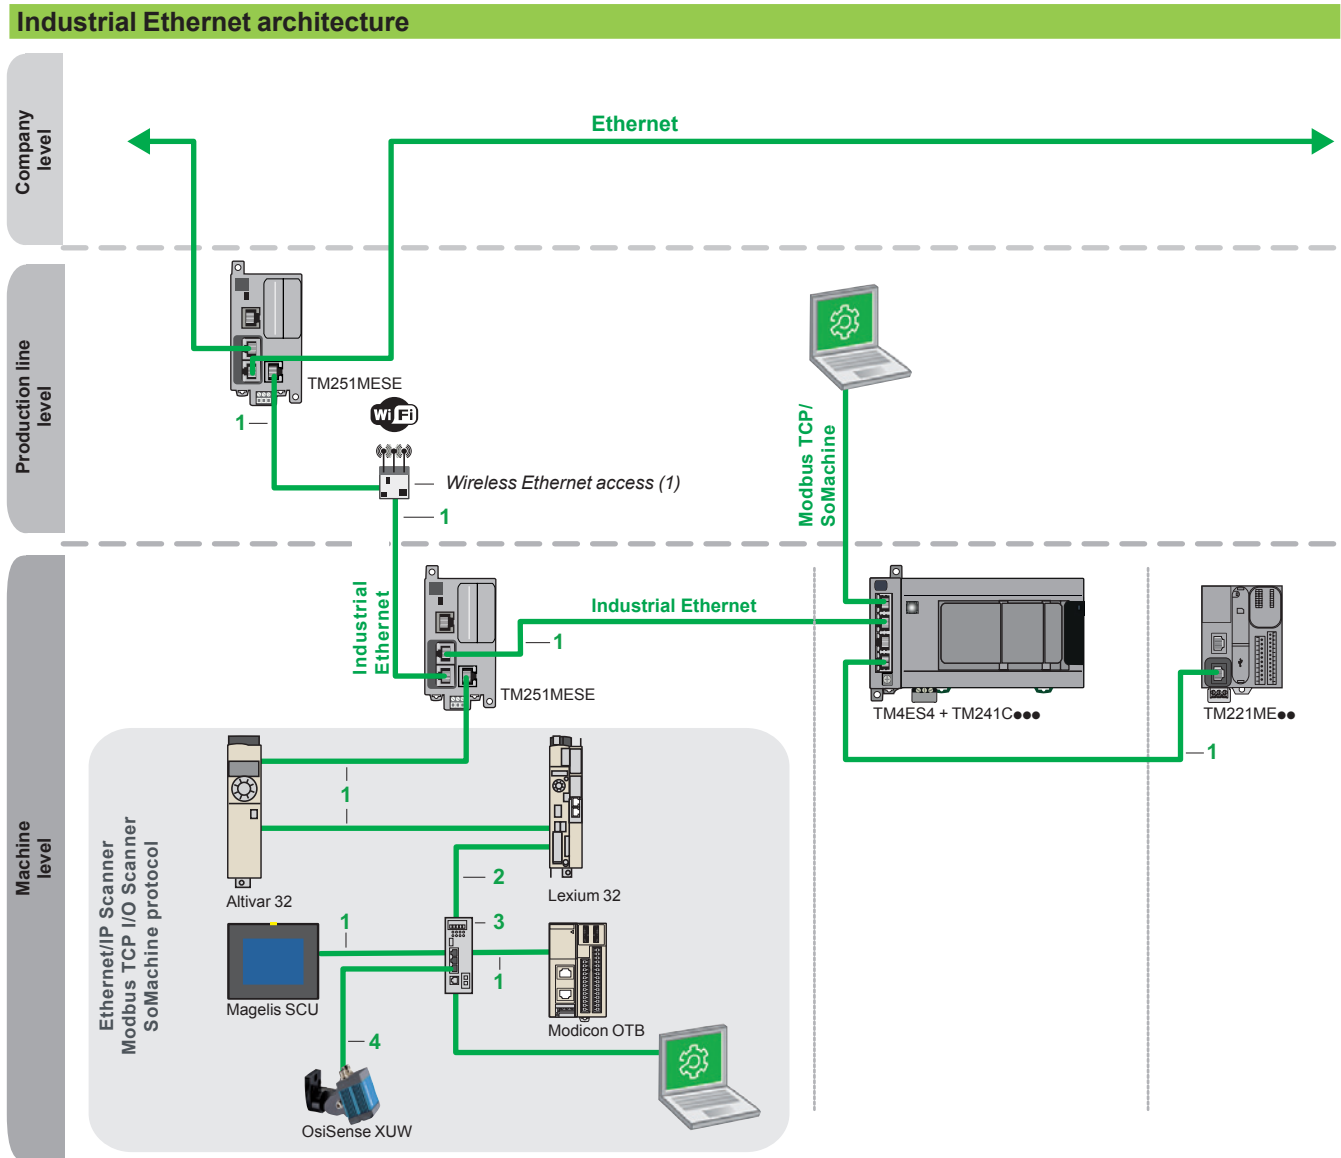 Industrial Ethernet architecture
Company
level
Ethernet
Production line
level
TM251MESE
1
Wi Fi
Wireless Ethernet access (1)
1
Modbus TCP/
SoMachine
Machine
level
Industrial
Ethernet
Industrial Ethernet
1
TM251MESE
TM4ES4 + TM241C●●●
TM221ME●●
1
Ethernet/IP Scanner
Modbus TCP I/O Scanner
SoMachine protocol
1
Altivar 32
2
Lexium 32
1
3
1
Magelis SCU
Modicon OTB
4
OsiSense XUW